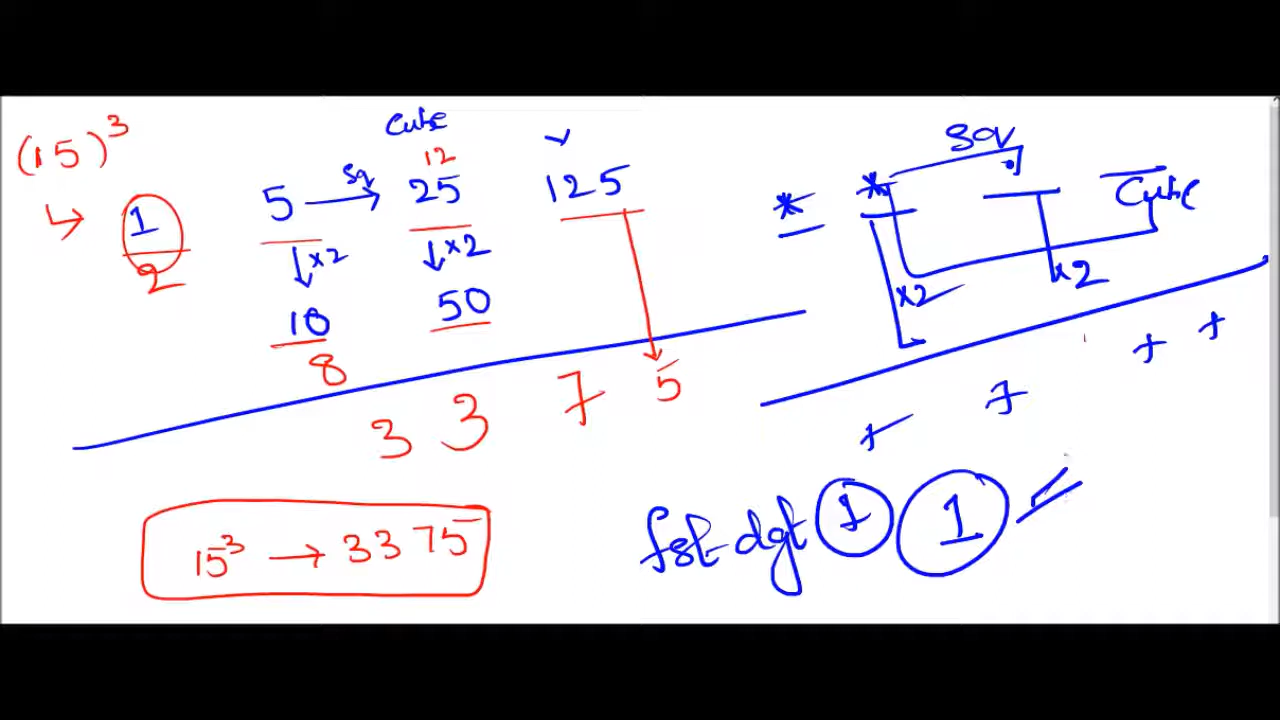 (15)³
Cube
12
1 5 sq → 25 125
2 ↓ ×2 ↓ ×2
10 50
8
3 3 7 5
15³ → 3375
sq
* * Cube
×2 ×2
+ + + +
fst dgt 1 1